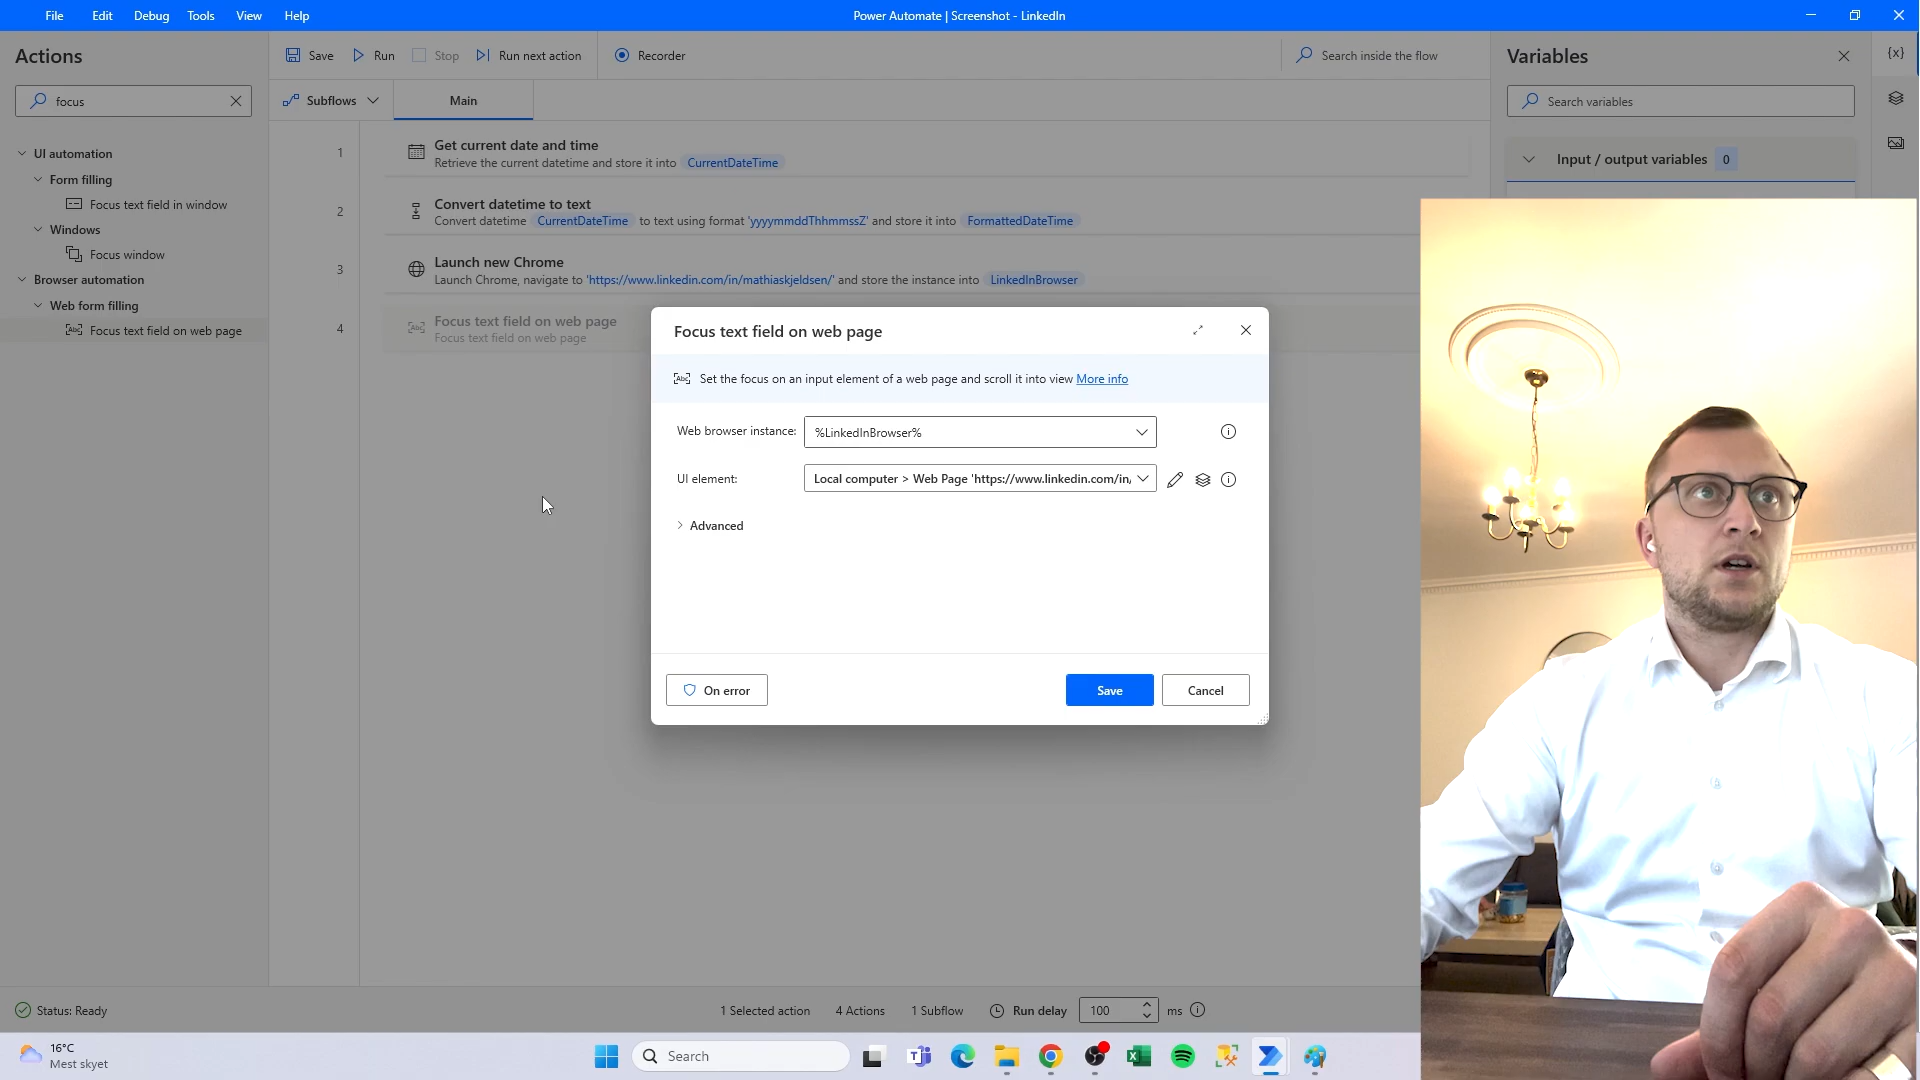 File Edit Debug Tools View Help
Power Automate | Screenshot - LinkedIn
Actions
focus
UI automation
Form filling
Focus text field in window
Windows
Focus window
Browser automation
Web form filling
Focus text field on web page
Save Run Stop Run next action Recorder
Search inside the flow
Subflows Main
1
Get current date and time
Retrieve the current datetime and store it into CurrentDateTime
2
Convert datetime to text
Convert datetime CurrentDateTime to text using format 'yyyymmddThhmmssZ' and store it into FormattedDateTime
3
Launch new Chrome
Launch Chrome, navigate to 'https://www.linkedin.com/in/mathiaskjeldsen/' and store the instance into LinkedInBrowser
4
Focus text field on web page
Focus text field on web page
Variables
{x}
Search variables
Input / output variables 0
Focus text field on web page
Abc Set the focus on an input element of a web page and scroll it into view More info
Web browser instance: %LinkedInBrowser%
UI element: Local computer > Web Page 'https://www.linkedin.com/in/
Advanced
On error Save Cancel
Status: Ready
1 Selected action 4 Actions 1 Subflow Run delay 100 ms
16°C
Mest skyet
Search